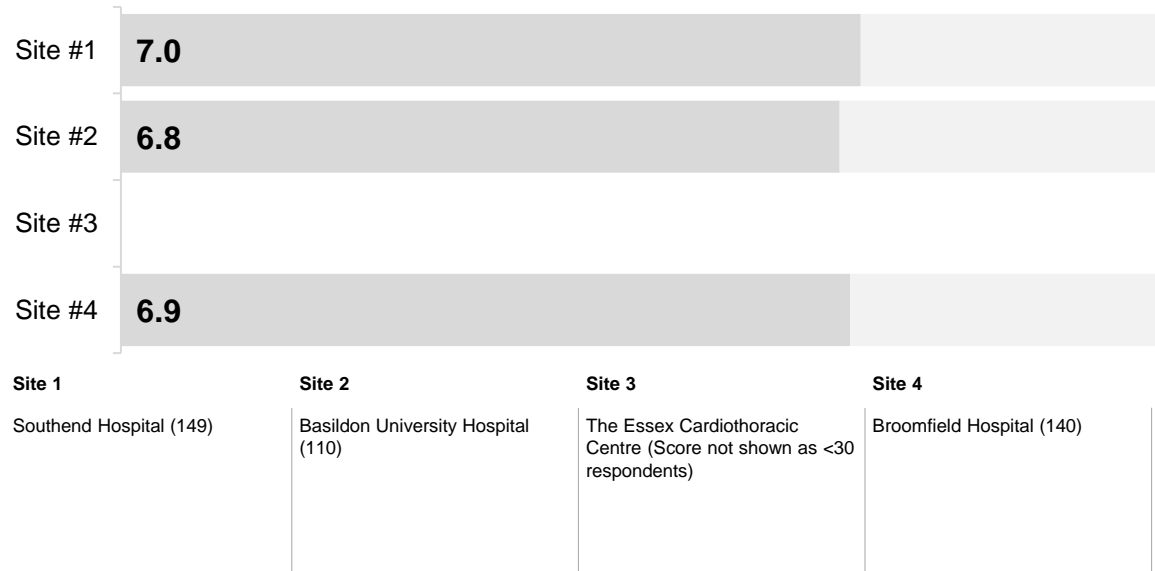 Site #1 7.0
Site #2 6.8
Site #3
Site #4 6.9
Site 1 Site 2 Site 3 Site 4
Southend Hospital (149)
Basildon University Hospital
(110)
The Essex Cardiothoracic
Centre (Score not shown as <30
respondents)
Broomfield Hospital (140)